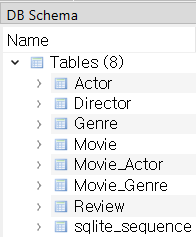 DB Schema
Name
Tables (8)
Actor
Director
Genre
Movie
Movie_Actor
Movie_Genre
Review
sqlite_sequence